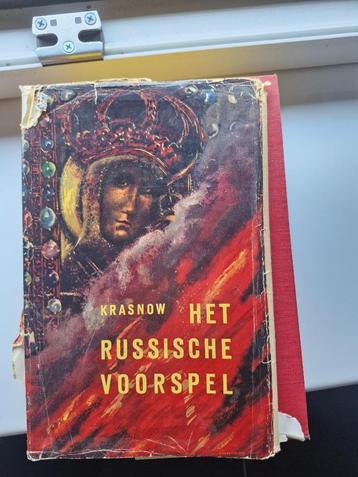 KRASNOW HET
RUSSISCHE
VOORSPEL